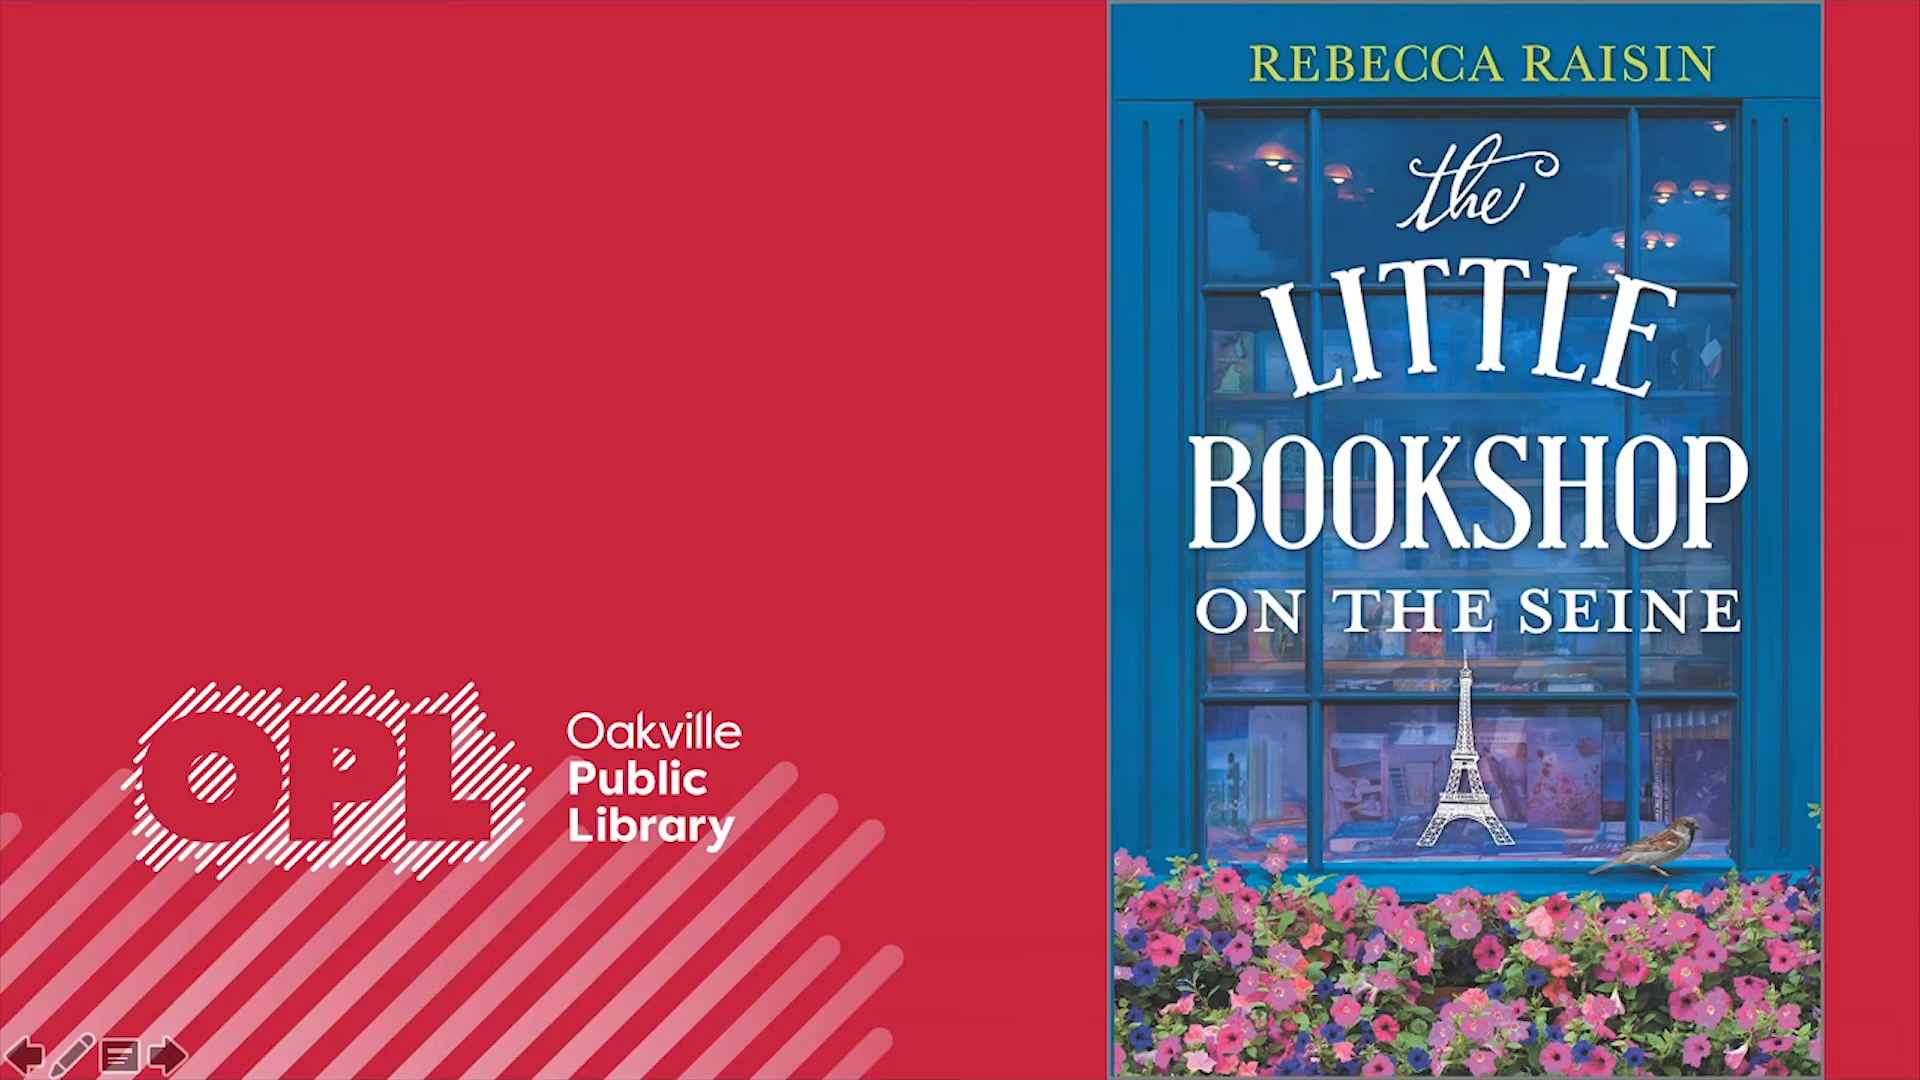 REBECCA RAISIN
the
LITTLE
BOOKSHOP
ON THE SEINE
OPL
Oakville
Public
Library